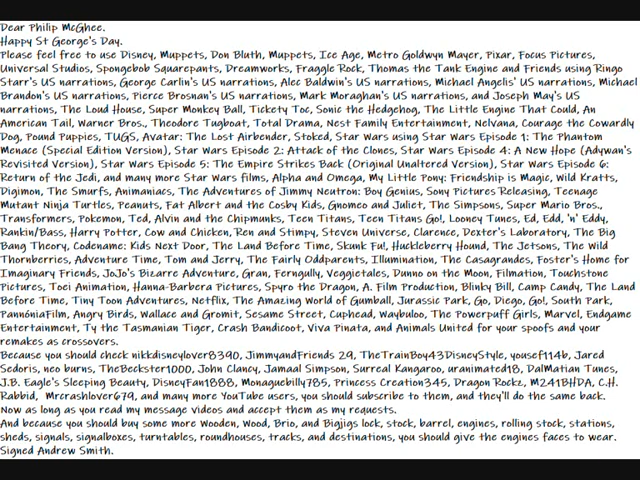 Dear Philip McGhee.
Happy St George's Day.
Please feel free to use Disney, Muppets, Don Bluth, Muppets, Ice Age, Metro Goldwyn Mayer, Pixar, Focus Pictures,
Universal Studios, Spongebob Squarepants, Dreamworks, Fraggle Rock, Thomas the Tank Engine and Friends using Ringo
Starr's US narrations, George Carlin's US narrations, Alec Baldwin's US narrations, Michael Angelis' US narrations, Michael
Brandon's US narrations, Pierce Brosnan's US narrations, Mark Moraghan's US narrations, and Joseph May's US
narrations, The Loud House, Super Monkey Ball, Tickety Toc, Sonic the Hedgehog, The Little Engine That Could, An
American Tail, Warner Bros., Theodore Tugboat, Total Drama, Nest Family Entertainment, Nelvana, Courage the Cowardly
Dog, Pound Puppies, TUGS, Avatar: The Last Airbender, Stoked, Star Wars using Star Wars Episode 1: The Phantom
Menace (Special Edition Version), Star Wars Episode 2: Attack of the Clones, Star Wars Episode 4: A New Hope (Adywan's
Revisited Version), Star Wars Episode 5: The Empire Strikes Back (Original Unaltered Version), Star Wars Episode 6:
Return of the Jedi, and many more Star Wars films, Alpha and Omega, My Little Pony: Friendship is Magic, Wild Kratts,
Digimon, The Smurfs, Animaniacs, The Adventures of Jimmy Neutron: Boy Genius, Sony Pictures Releasing, Teenage
Mutant Ninja Turtles, Peanuts, Fat Albert and the Cosby Kids, Gnomeo and Juliet, The Simpsons, Super Mario Bros.,
Transformers, Pokemon, Ted, Alvin and the Chipmunks, Teen Titans, Teen Titans Go!, Looney Tunes, Ed, Edd, 'n' Eddy,
Rankin/Bass, Harry Potter, Cow and Chicken, Ren and Stimpy, Steven Universe, Clarence, Dexter's Laboratory, The Big
Bang Theory, Codename: Kids Next Door, The Land Before Time, Skunk Fu!, Huckleberry Hound, The Jetsons, The Wild
Thornberries, Adventure Time, Tom and Jerry, The Fairly Oddparents, Illumination, The Casagrandes, Foster's Home for
Imaginary Friends, JoJo's Bizarre Adventure, Gran, Ferngully, Veggietales, Dunno on the Moon, Filmation, Touchstone
Pictures, Toei Animation, Hanna-Barbera Pictures, Spyro the Dragon, A. Film Production, Blinky Bill, Camp Candy, The Land
Before Time, Tiny Toon Adventures, Netflix, The Amazing World of Gumball, Jurassic Park, Go, Diego, Go!, South Park,
PannóniaFilm, Angry Birds, Wallace and Gromit, Sesame Street, Cuphead, Waybuloo, The Powerpuff Girls, Marvel, Endgame
Entertainment, Ty the Tasmanian Tiger, Crash Bandicoot, Viva Pinata, and Animals United for your spoofs and your
remakes as crossovers.
Because you should check nikkdisneylover8390, JimmyandFriends 29, TheTrainBoy43DisneyStyle, yousef114b, Jared
Sedoris, neo burns, TheBeckster1000, John Clancy, Jamaal Simpson, Surreal Kangaroo, uranimated18, DalMatian Tunes,
J.B. Eagle's Sleeping Beauty, DisneyFan1888, Monaguebilly785, Princess Creation345, Dragon Rockz, M241BHDA, C.H.
Rabbid, Mrcrashlover679, and many more YouTube users, you should subscribe to them, and they'll do the same back.
Now as long as you read my message videos and accept them as my requests.
And because you should buy some more Wooden, Wood, Brio, and Bigjigs lock, stock, barrel, engines, rolling stock, stations,
sheds, signals, signalboxes, turntables, roundhouses, tracks, and destinations, you should give the engines faces to wear.
Signed Andrew Smith.